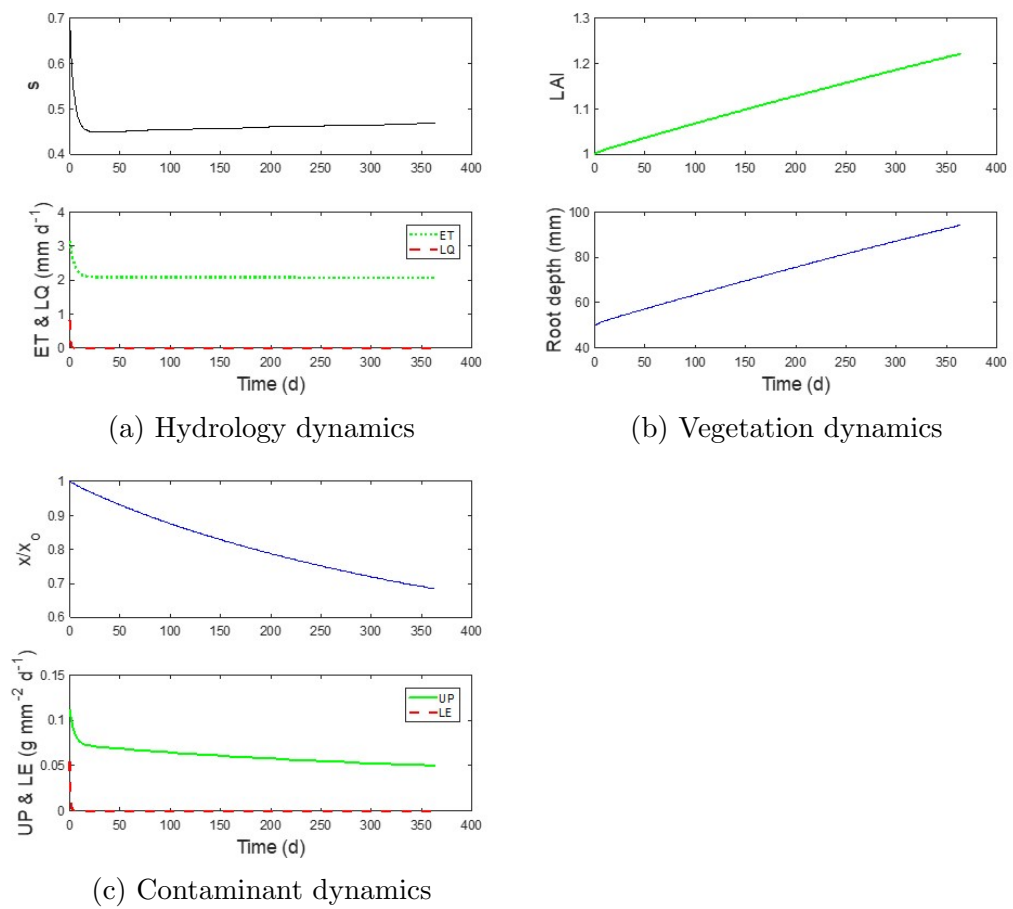 0.7
0.6
0.5
0.4
s
0 50 100 150 200 250 300 350 400
4
3
2
1
0
ET & LQ (mm d⁻¹)
ET
LQ
0 50 100 150 200 250 300 350 400
Time (d)
(a) Hydrology dynamics
1.3
1.2
1.1
1
LAI
0 50 100 150 200 250 300 350 400
100
80
60
40
Root depth (mm)
0 50 100 150 200 250 300 350 400
Time (d)
(b) Vegetation dynamics
1
0.9
0.8
0.7
0.6
x/xₒ
0 50 100 150 200 250 300 350 400
0.15
0.1
0.05
0
UP & LE (g mm⁻² d⁻¹)
UP
LE
0 50 100 150 200 250 300 350 400
Time (d)
(c) Contaminant dynamics